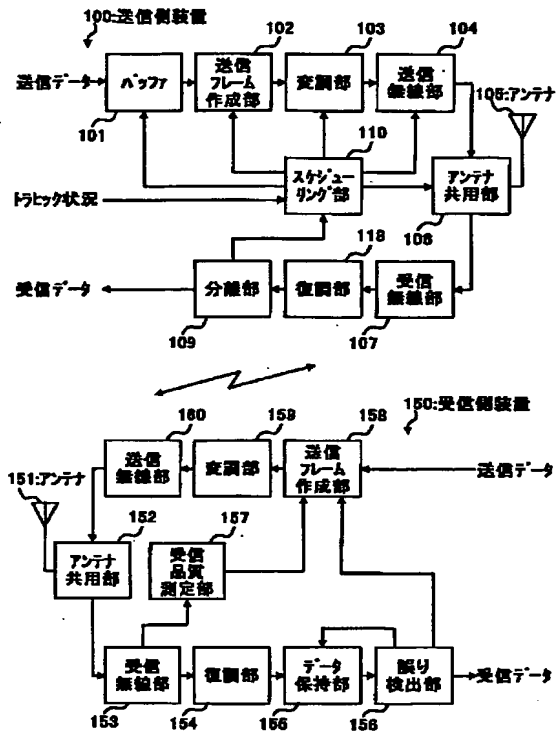 100:送信側装置
102
103
104
送信データ
バッファ
送信
フレーム
作成部
変調部
送信
無線部
101
105:アンテナ
110
スケジュー
リング部
アンテナ
共用部
トラヒック状況
106
118
受信データ
分離部
復調部
受信
無線部
109
107
160
159
158
150:受信側装置
送信
無線部
変調部
送信
フレーム
作成部
送信データ
151:アンテナ
152
157
アンテナ
共用部
受信
品質
測定部
受信
無線部
復調部
データ
保持部
誤り
検出部
受信データ
153
154
155
156